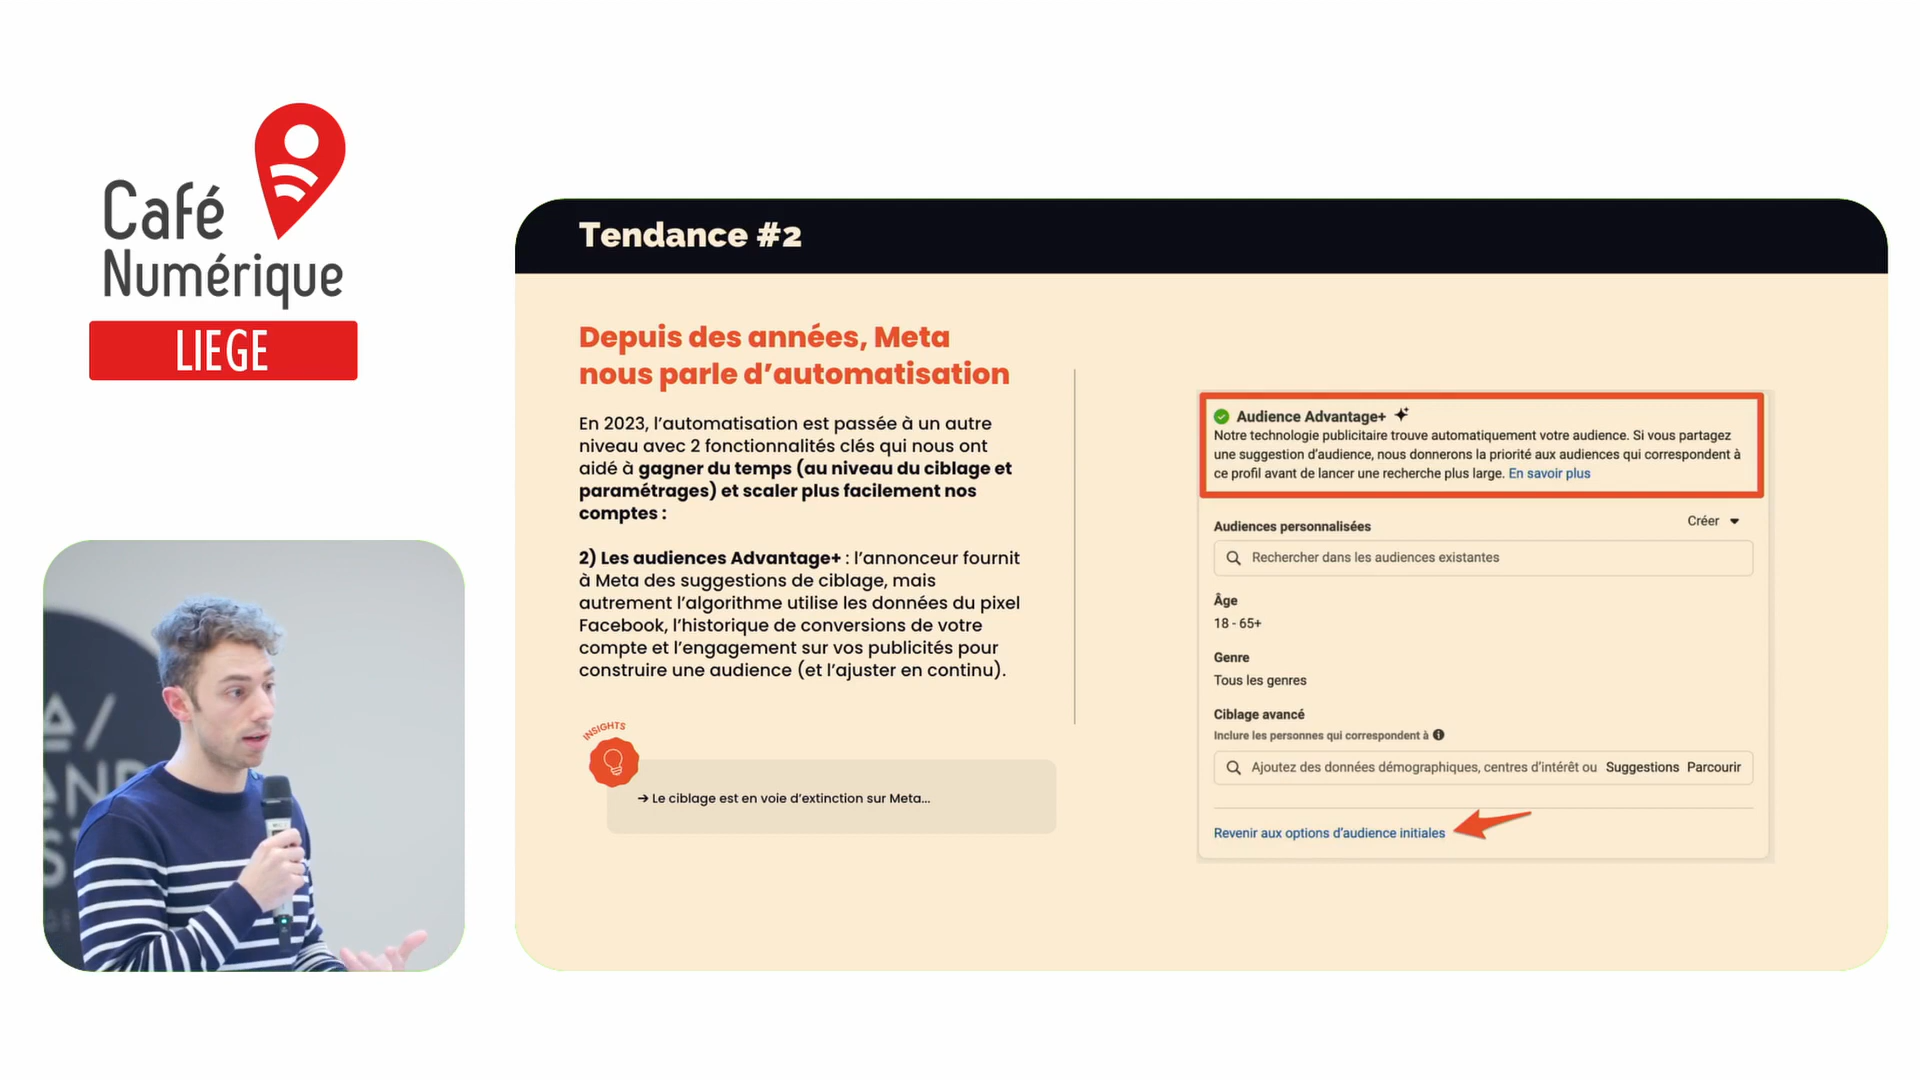 Café
Numérique
LIEGE
Tendance #2
Depuis des années, Meta
nous parle d’automatisation
En 2023, l’automatisation est passée à un autre
niveau avec 2 fonctionnalités clés qui nous ont
aidé à gagner du temps (au niveau du ciblage et
paramétrages) et scaler plus facilement nos
comptes :
2) Les audiences Advantage+ : l’annonceur fournit
à Meta des suggestions de ciblage, mais
autrement l’algorithme utilise les données du pixel
Facebook, l’historique de conversions de votre
compte et l’engagement sur vos publicités pour
construire une audience (et l’ajuster en continu).
INSIGHTS
→ Le ciblage est en voie d’extinction sur Meta...
Audience Advantage+
Notre technologie publicitaire trouve automatiquement votre audience. Si vous partagez
une suggestion d’audience, nous donnerons la priorité aux audiences qui correspondent à
ce profil avant de lancer une recherche plus large. En savoir plus
Audiences personnalisées
Créer
Rechercher dans les audiences existantes
Âge
18 - 65+
Genre
Tous les genres
Ciblage avancé
Inclure les personnes qui correspondent à
Ajoutez des données démographiques, centres d’intérêt ou Suggestions Parcourir
Revenir aux options d’audience initiales